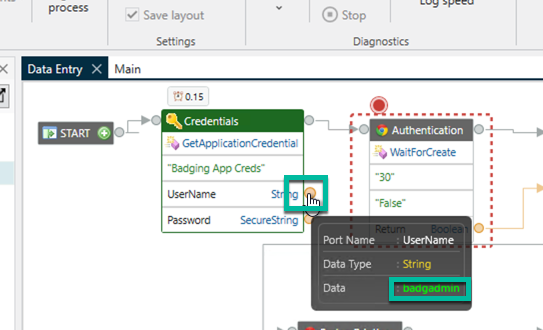 process
Save layout
Settings
Stop
Log speed
Diagnostics
Data Entry
Main
0.15
START
Credentials
GetApplicationCredential
"Badging App Creds"
UserName String
Password SecureString
Authentication
WaitForCreate
"30"
"False"
Return Boolean
Port Name : UserName
Data Type : String
Data : badgadmin